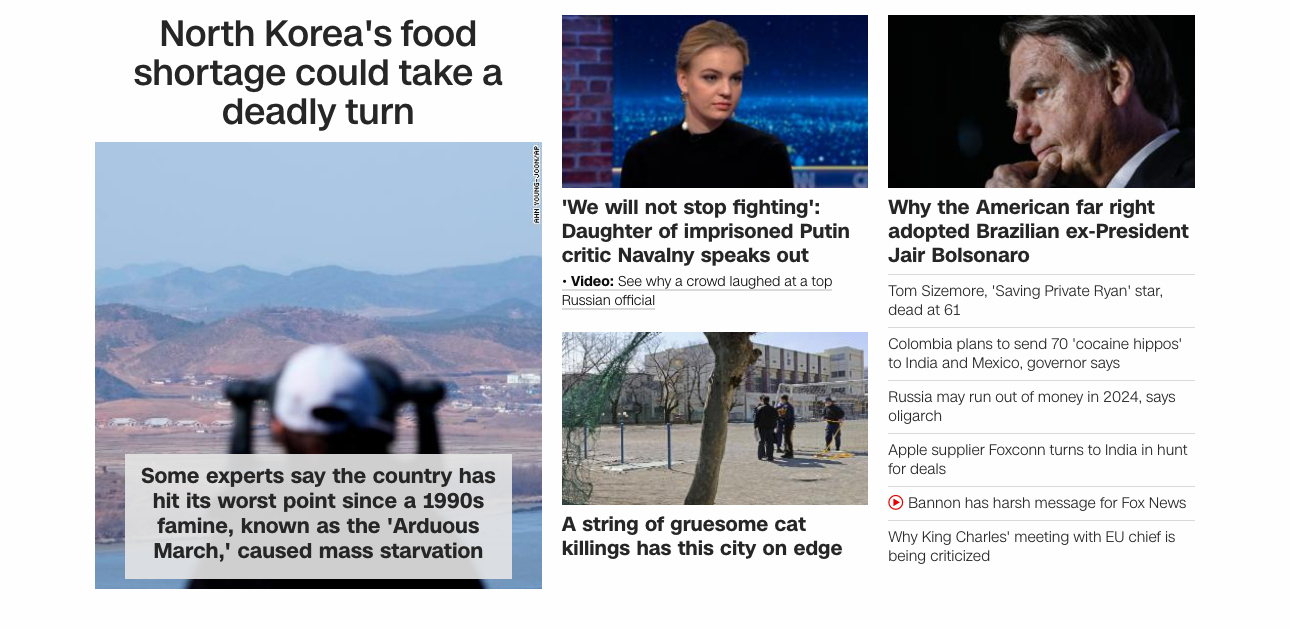 North Korea's food
shortage could take a
deadly turn
AHN YOUNG-JOON/AP
Some experts say the country has
hit its worst point since a 1990s
famine, known as the 'Arduous
March,' caused mass starvation
'We will not stop fighting':
Daughter of imprisoned Putin
critic Navalny speaks out
• Video: See why a crowd laughed at a top
Russian official
A string of gruesome cat
killings has this city on edge
Why the American far right
adopted Brazilian ex-President
Jair Bolsonaro
Tom Sizemore, 'Saving Private Ryan' star,
dead at 61
Colombia plans to send 70 'cocaine hippos'
to India and Mexico, governor says
Russia may run out of money in 2024, says
oligarch
Apple supplier Foxconn turns to India in hunt
for deals
Bannon has harsh message for Fox News
Why King Charles' meeting with EU chief is
being criticized